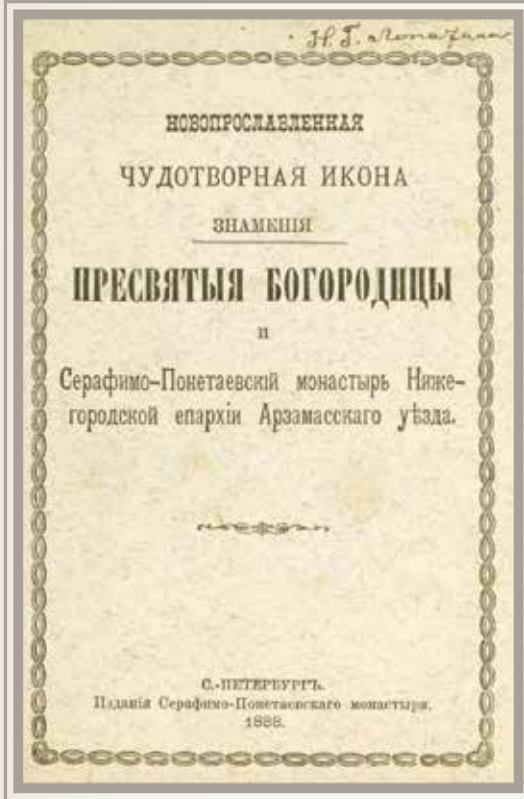 Н. Г.
НОВОПРОСЛАВЛЕННАЯ
ЧУДОТВОРНАЯ ИКОНА
ЗНАМЕНІЯ
ПРЕСВЯТЫЯ БОГОРОДИЦЫ
и
Серафимо-Понетаевскій монастырь Ниже-
городской епархіи Арзамасскаго уѣзда.
С.-ПЕТЕРБУРГЪ.
Изданія Серафимо-Понетаевскаго монастыря.
1888.